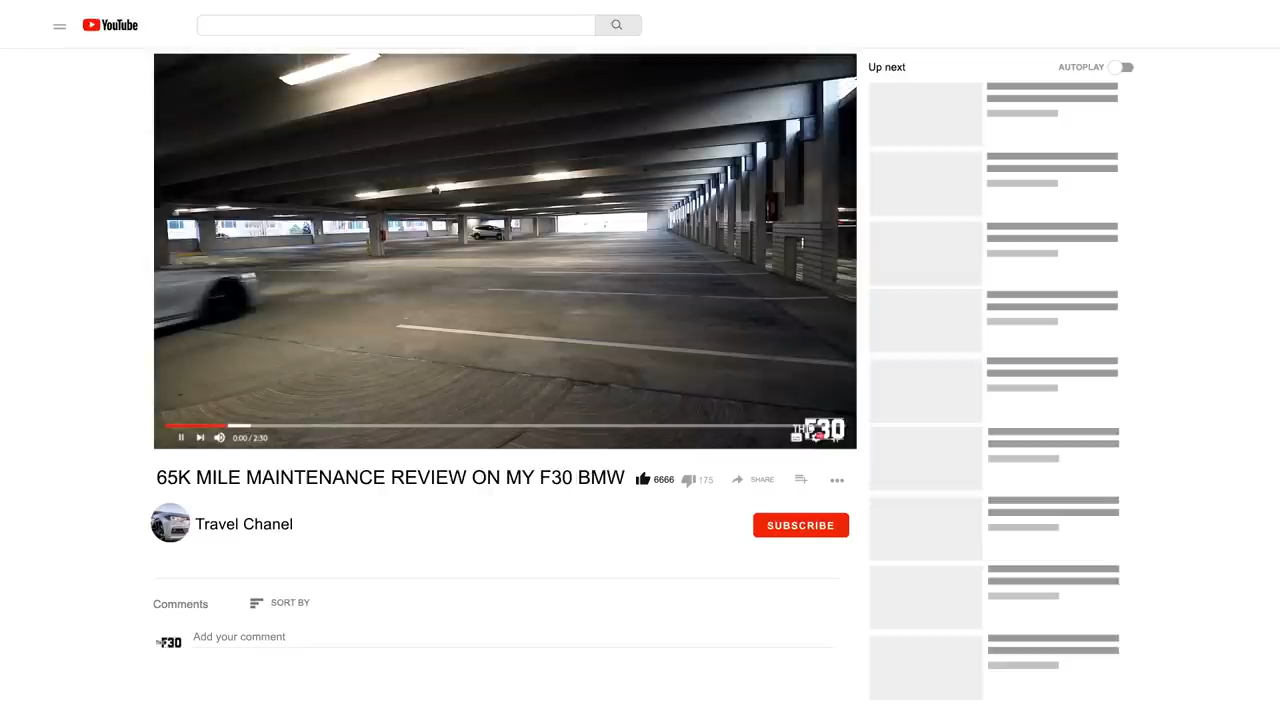 YouTube
Up next
AUTOPLAY
THE F30
0:00 / 2:30
65K MILE MAINTENANCE REVIEW ON MY F30 BMW
6666
175
SHARE
Travel Chanel
SUBSCRIBE
Comments
SORT BY
THE F30
Add your comment